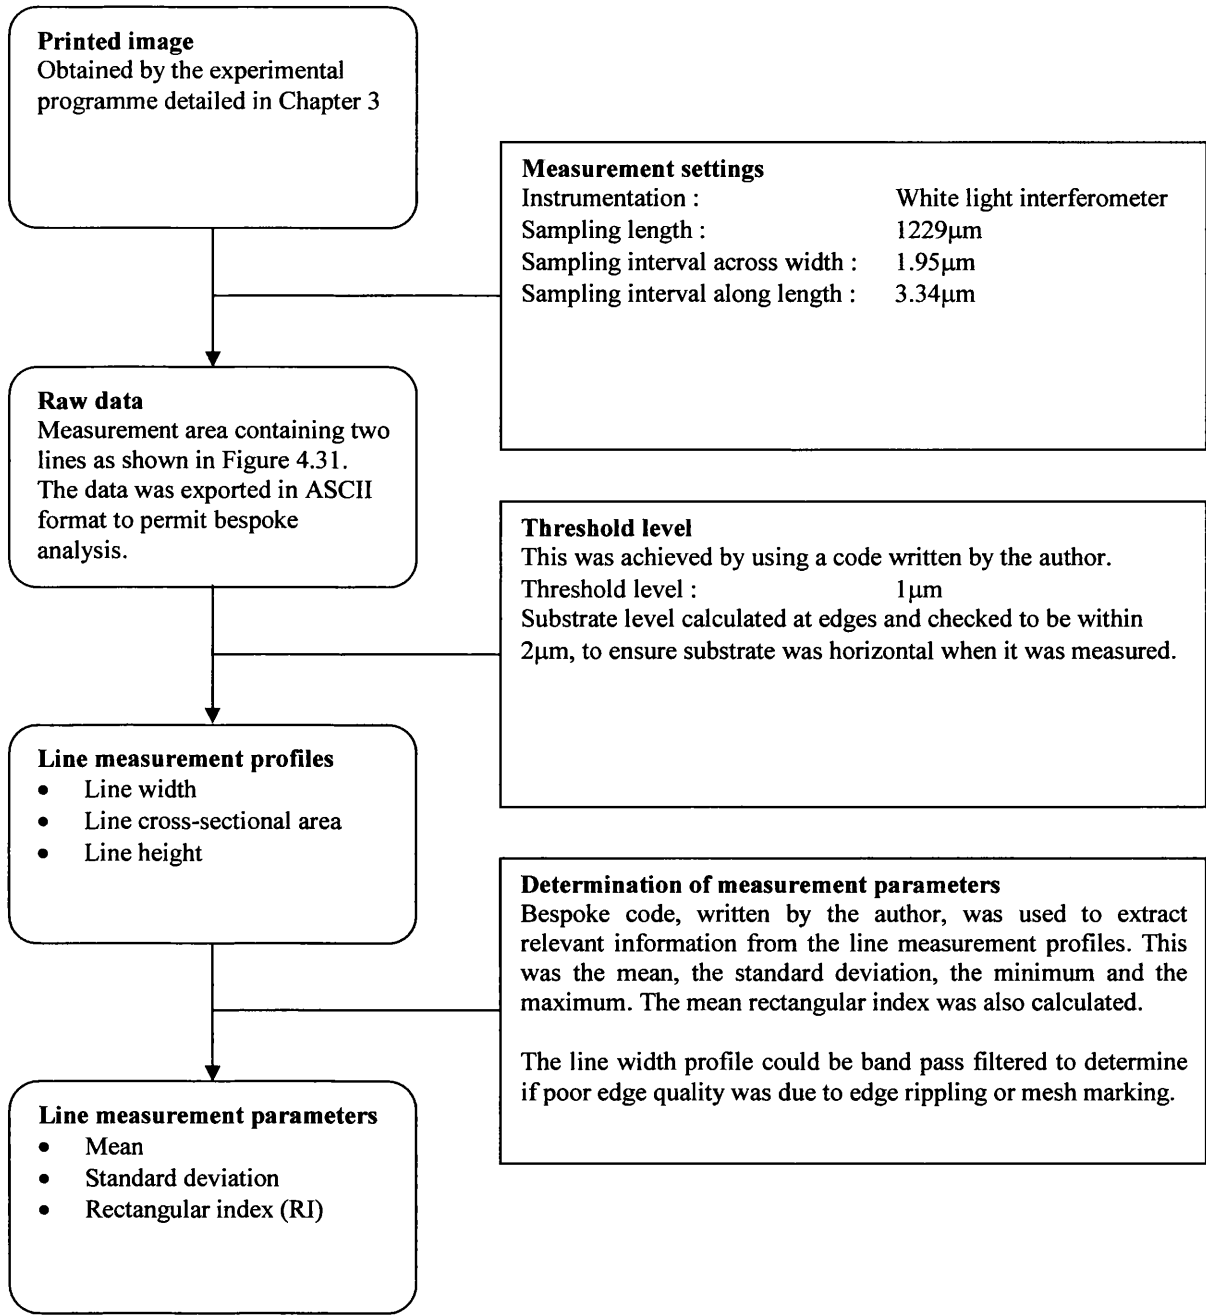 Printed image
Obtained by the experimental
programme detailed in Chapter 3
Measurement settings
Instrumentation : White light interferometer
Sampling length : 1229µm
Sampling interval across width : 1.95µm
Sampling interval along length : 3.34µm
Raw data
Measurement area containing two
lines as shown in Figure 4.31.
The data was exported in ASCII
format to permit bespoke
analysis.
Threshold level
This was achieved by using a code written by the author.
Threshold level : 1µm
Substrate level calculated at edges and checked to be within
2µm, to ensure substrate was horizontal when it was measured.
Line measurement profiles
• Line width
• Line cross-sectional area
• Line height
Determination of measurement parameters
Bespoke code, written by the author, was used to extract
relevant information from the line measurement profiles. This
was the mean, the standard deviation, the minimum and the
maximum. The mean rectangular index was also calculated.
The line width profile could be band pass filtered to determine
if poor edge quality was due to edge rippling or mesh marking.
Line measurement parameters
• Mean
• Standard deviation
• Rectangular index (RI)